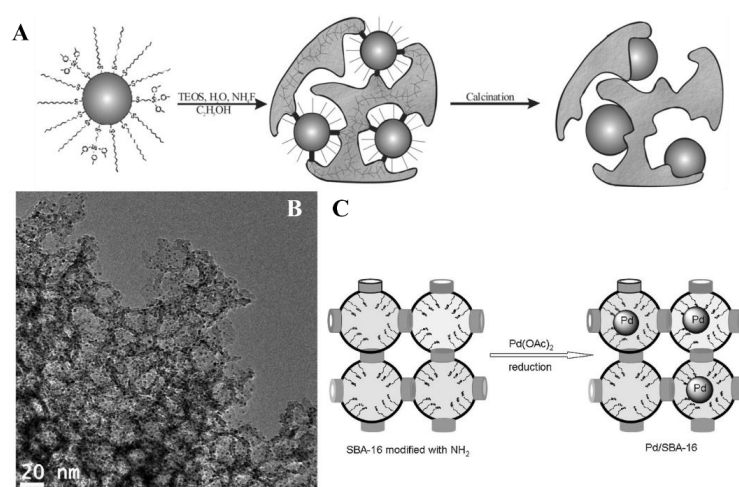 A
TEOS, H₂O, NH₄F
C₂H₅OH
Calcination
B
20 nm
C
Pd(OAc)₂
reduction
Pd
Pd
Pd
SBA-16 modified with NH₂
Pd/SBA-16